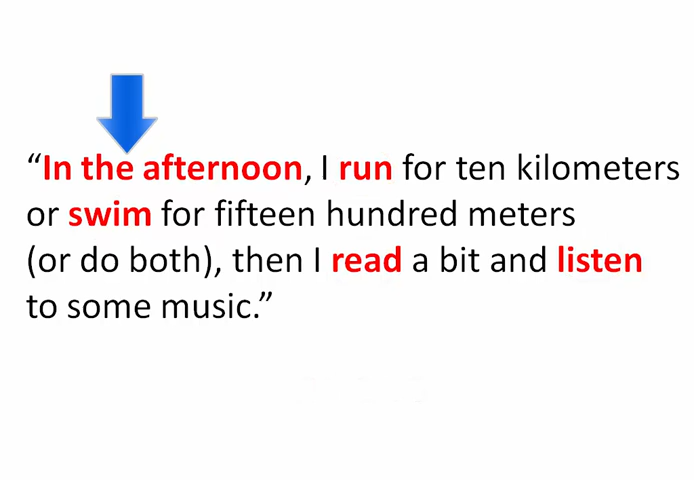 “In the afternoon, I run for ten kilometers
or swim for fifteen hundred meters
(or do both), then I read a bit and listen
to some music.”